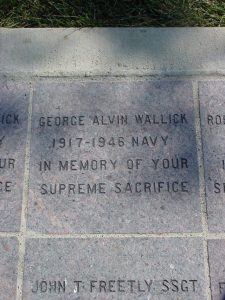 GEORGE ALVIN WALLICK
1917-1946 NAVY
IN MEMORY OF YOUR
SUPREME SACRIFICE
JOHN T. FREETLY SSGT